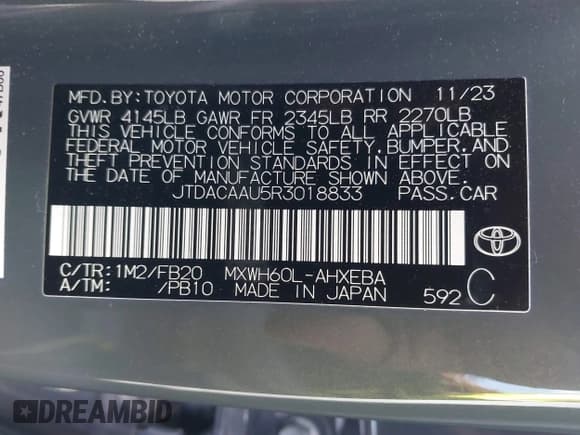 MFD. BY: TOYOTA MOTOR CORPORATION 11/23
GVWR 4145LB GAWR FR 2345LB RR 2270LB
THIS VEHICLE CONFORMS TO ALL APPLICABLE
FEDERAL MOTOR VEHICLE SAFETY, BUMPER, AND
THEFT PREVENTION STANDARDS IN EFFECT ON
THE DATE OF MANUFACTURE SHOWN ABOVE.
JTDACAAU5R3018833 PASS. CAR
C/TR: 1M2/FB20 MXWH60L-AHXEBA
A/TM: /PB10 MADE IN JAPAN 592 C
TOYOTA
DREAMBID